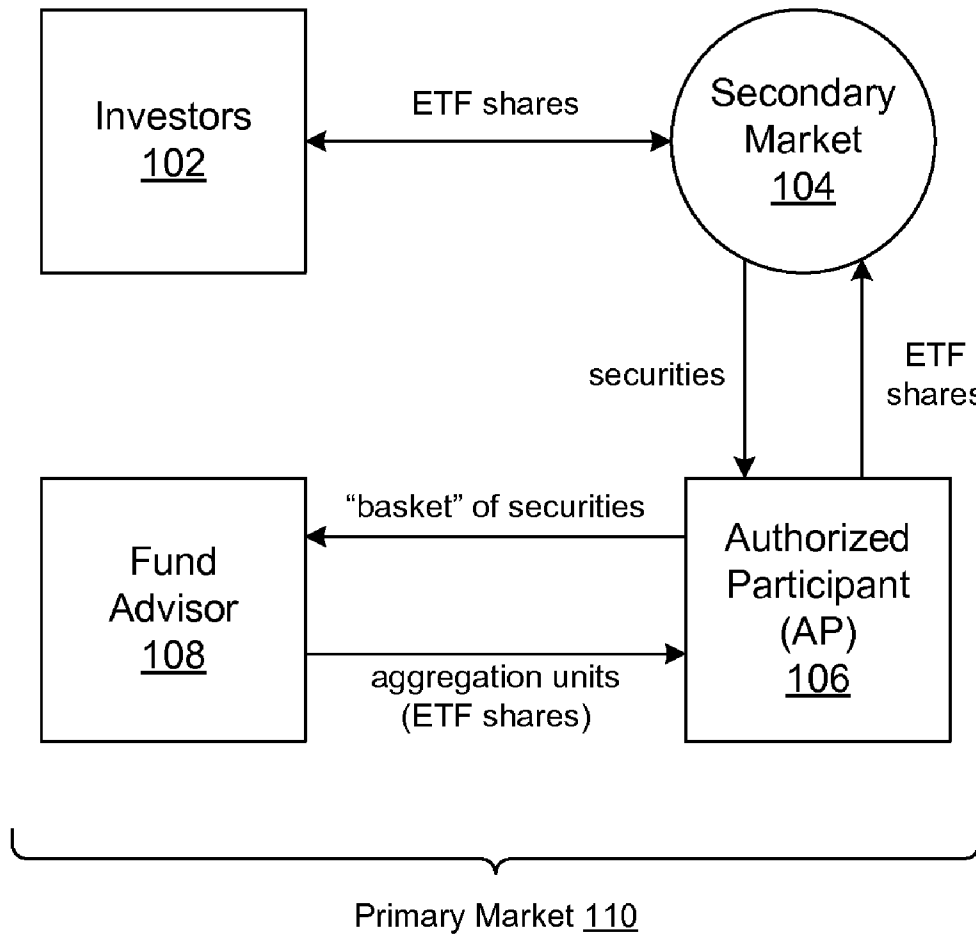 Investors
102
ETF shares
Secondary
Market
104
securities
ETF
shares
Fund
Advisor
108
“basket” of securities
aggregation units
(ETF shares)
Authorized
Participant
(AP)
106
Primary Market 110